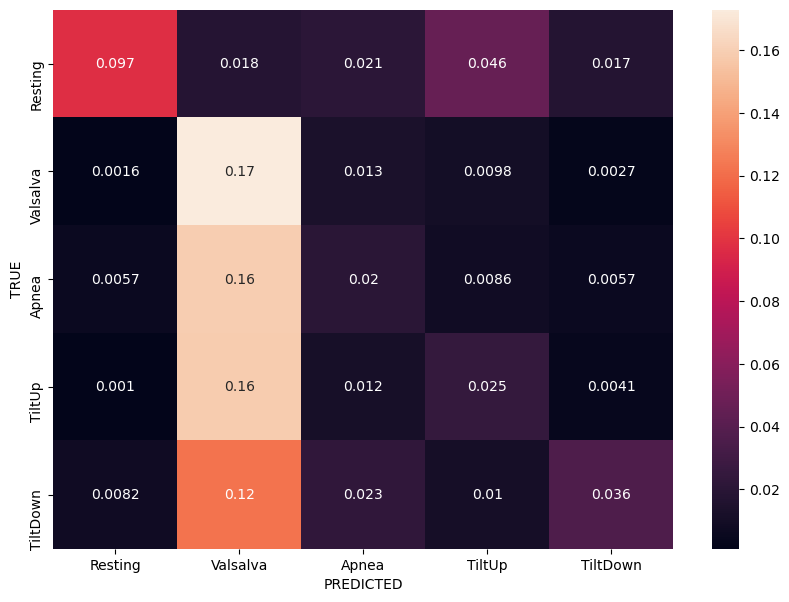 TRUE
Resting 0.097 0.018 0.021 0.046 0.017
Valsalva 0.0016 0.17 0.013 0.0098 0.0027
Apnea 0.0057 0.16 0.02 0.0086 0.0057
TiltUp 0.001 0.16 0.012 0.025 0.0041
TiltDown 0.0082 0.12 0.023 0.01 0.036
Resting Valsalva Apnea TiltUp TiltDown
PREDICTED
0.16
0.14
0.12
0.10
0.08
0.06
0.04
0.02